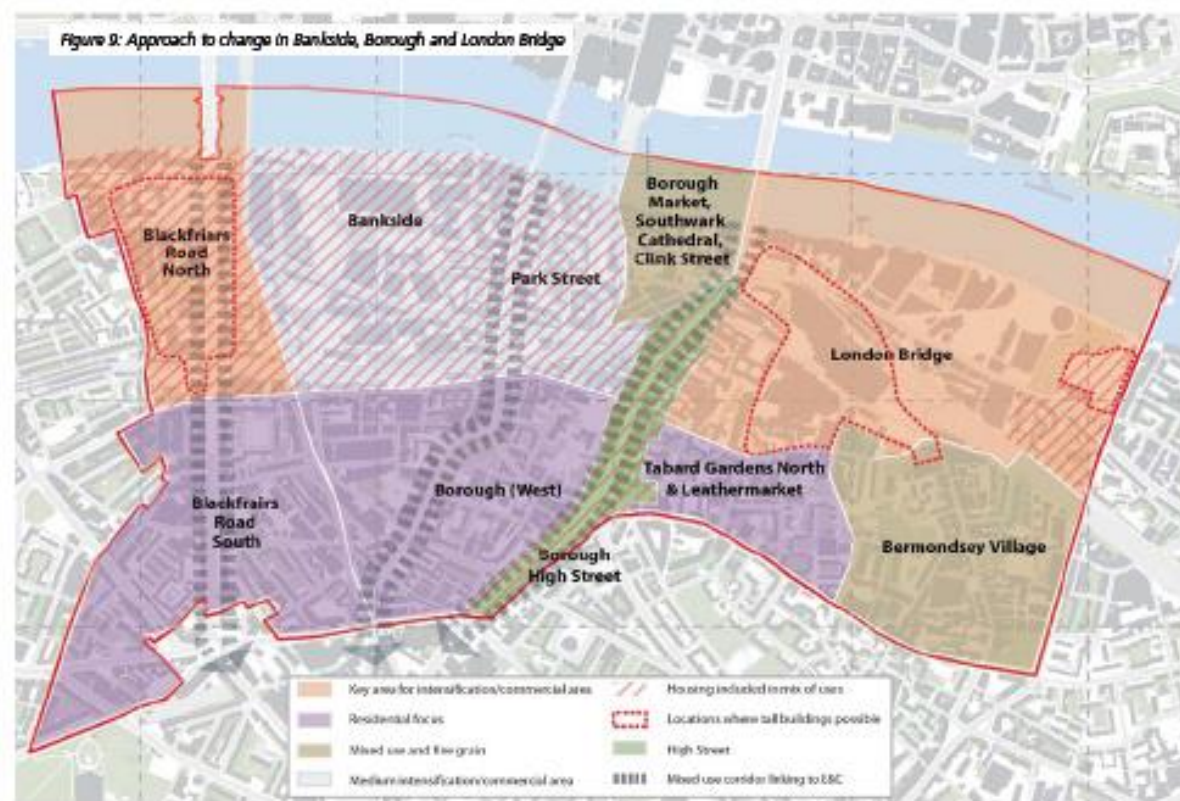 Figure 9: Approach to change in Bankside, Borough and London Bridge
Borough
Market,
Southwark
Cathedral,
Clink Street
Bankside
Blackfriars
Road
North
Park Street
London Bridge
Tabard Gardens North
& Leathermarket
Borough (West)
Blackfrairs
Road
South
Bermondsey Village
Borough
High Street
Key area for intensification/commercial area
Residential focus
Mixed use and fine grain
Medium intensification/commercial area
Housing included in mix of uses
Locations where tall buildings possible
High Street
Mixed use corridor linking to E&C